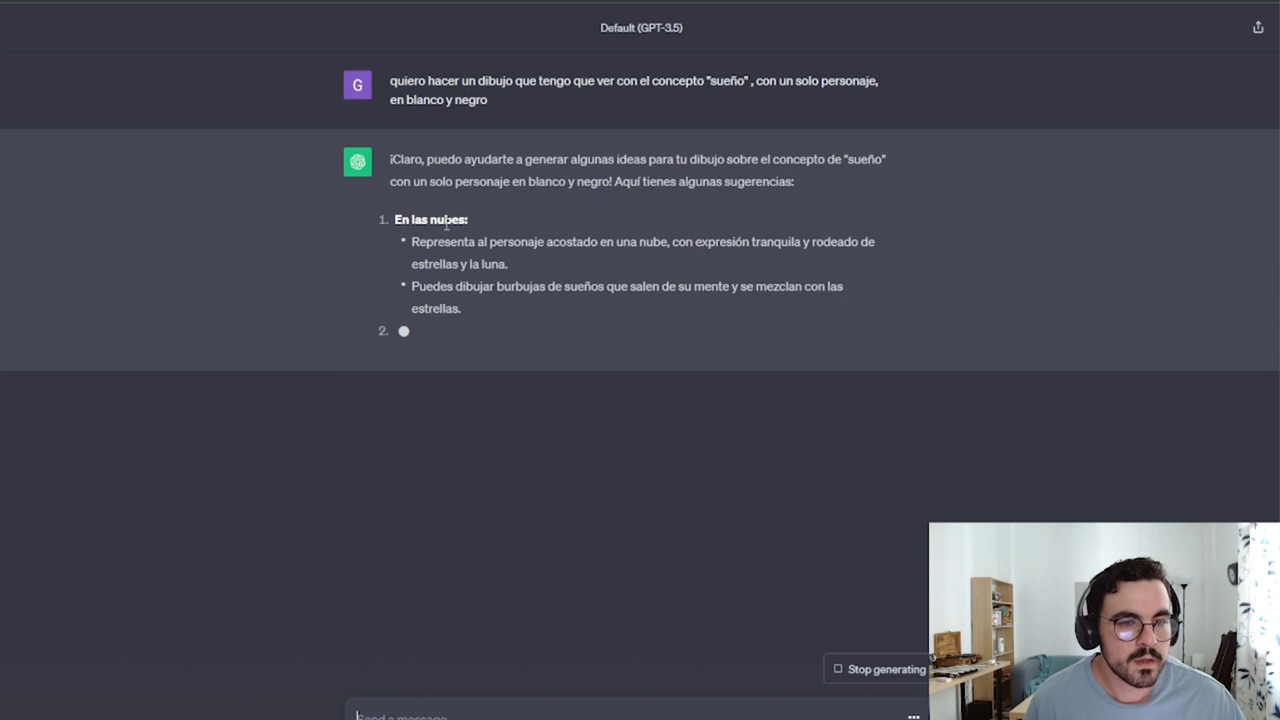 Default (GPT-3.5)
G
quiero hacer un dibujo que tengo que ver con el concepto "sueño" , con un solo personaje,
en blanco y negro
¡Claro, puedo ayudarte a generar algunas ideas para tu dibujo sobre el concepto de "sueño"
con un solo personaje en blanco y negro! Aquí tienes algunas sugerencias:
1. En las nubes:
• Representa al personaje acostado en una nube, con expresión tranquila y rodeado de
estrellas y la luna.
• Puedes dibujar burbujas de sueños que salen de su mente y se mezclan con las
estrellas.
2.
Stop generating
Send a message